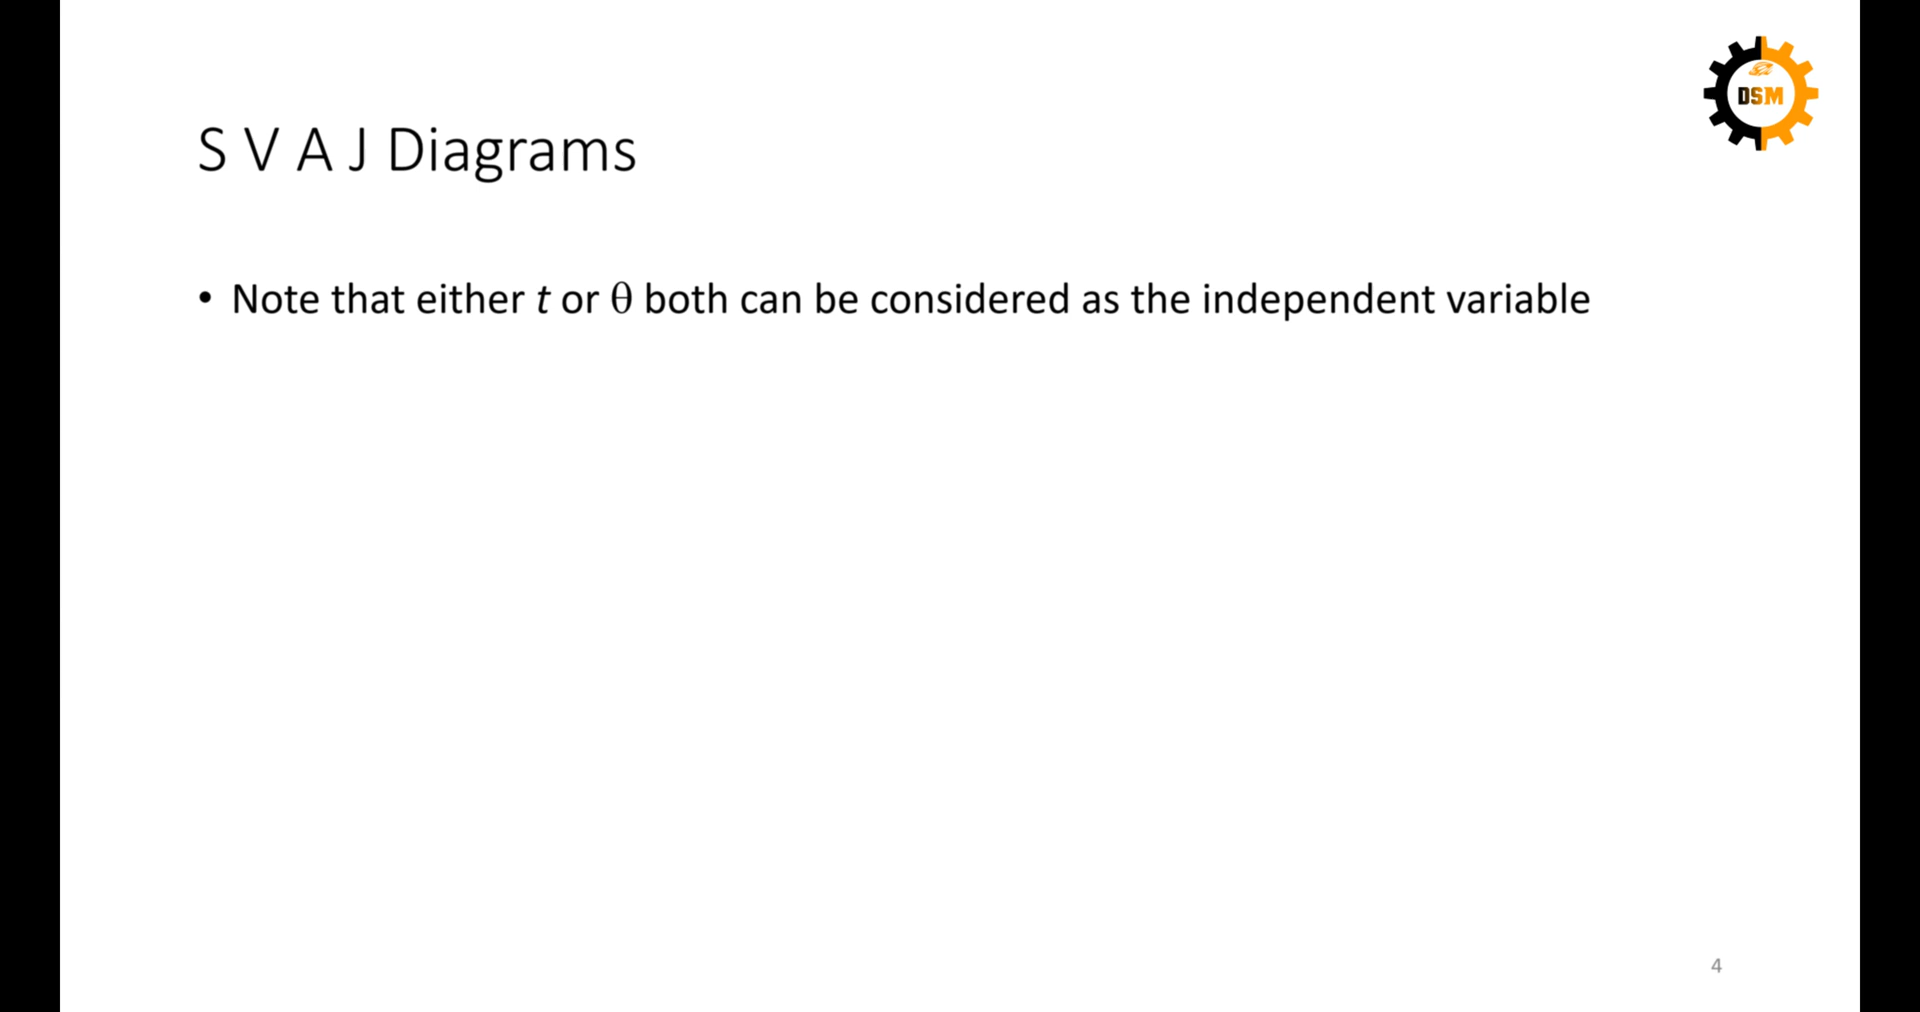 DSM
S V A J Diagrams
• Note that either t or θ both can be considered as the independent variable
4